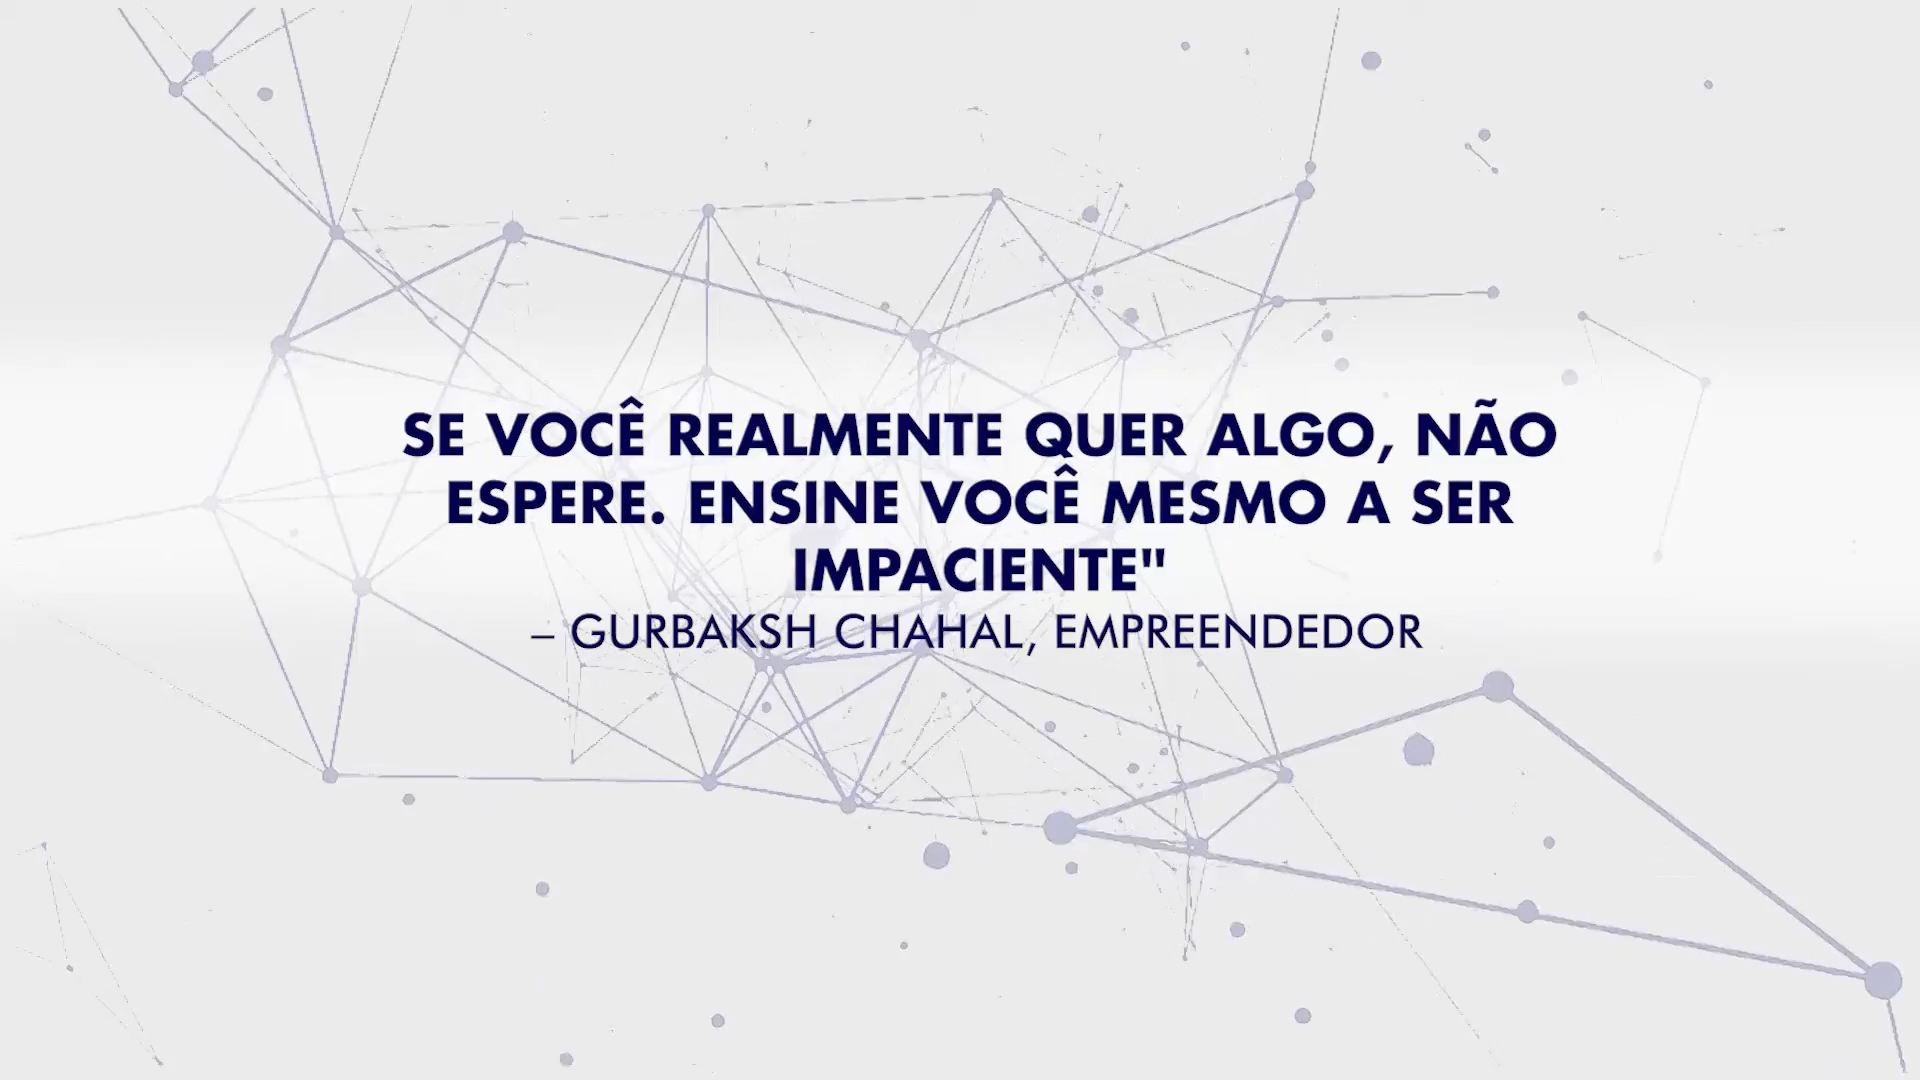 SE VOCÊ REALMENTE QUER ALGO, NÃO
ESPERE. ENSINE VOCÊ MESMO A SER
IMPACIENTE"
– GURBAKSH CHAHAL, EMPREENDEDOR